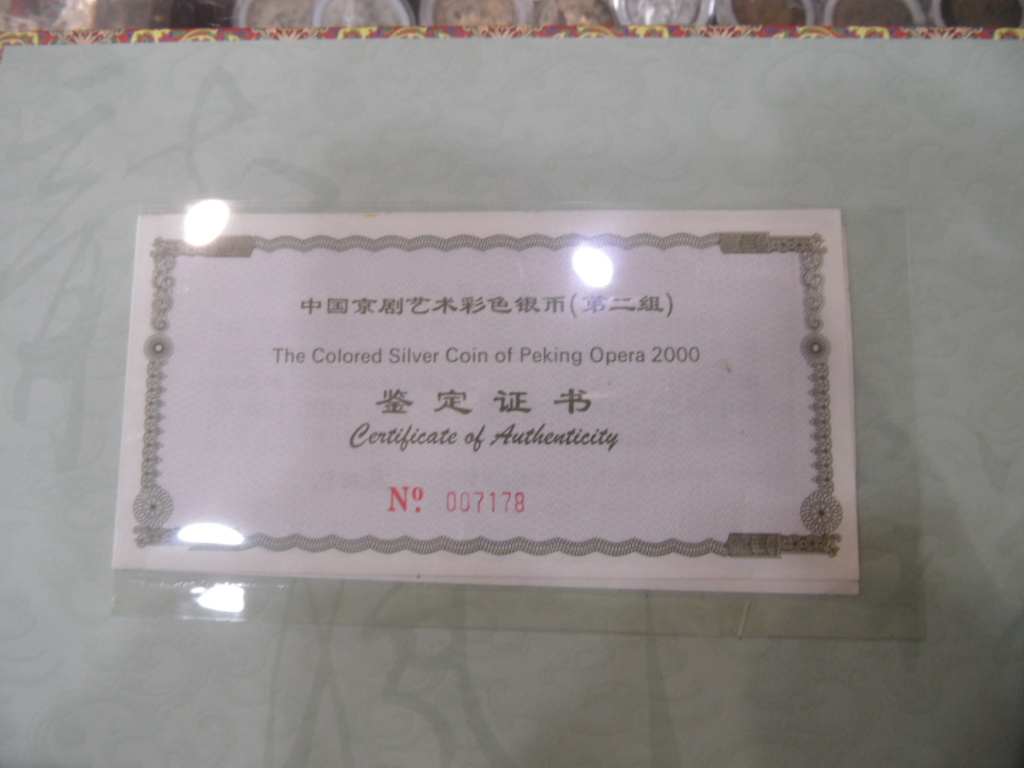 中国京剧艺术彩色银币(第二组)
The Colored Silver Coin of Peking Opera 2000
鉴定证书
Certificate of Authenticity
Nº 007178